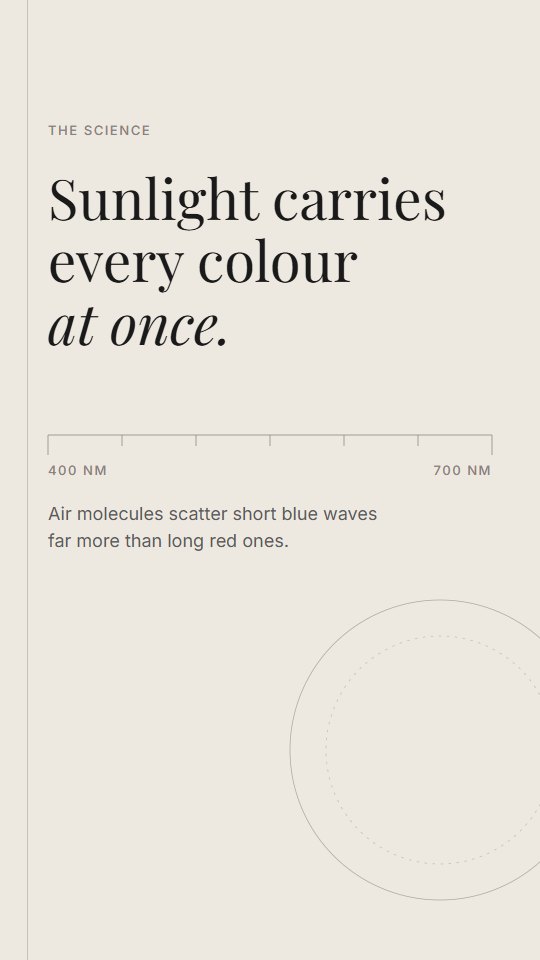 THE SCIENCE
Sunlight carries
every colour
at once.
400 NM
700 NM
Air molecules scatter short blue waves
far more than long red ones.